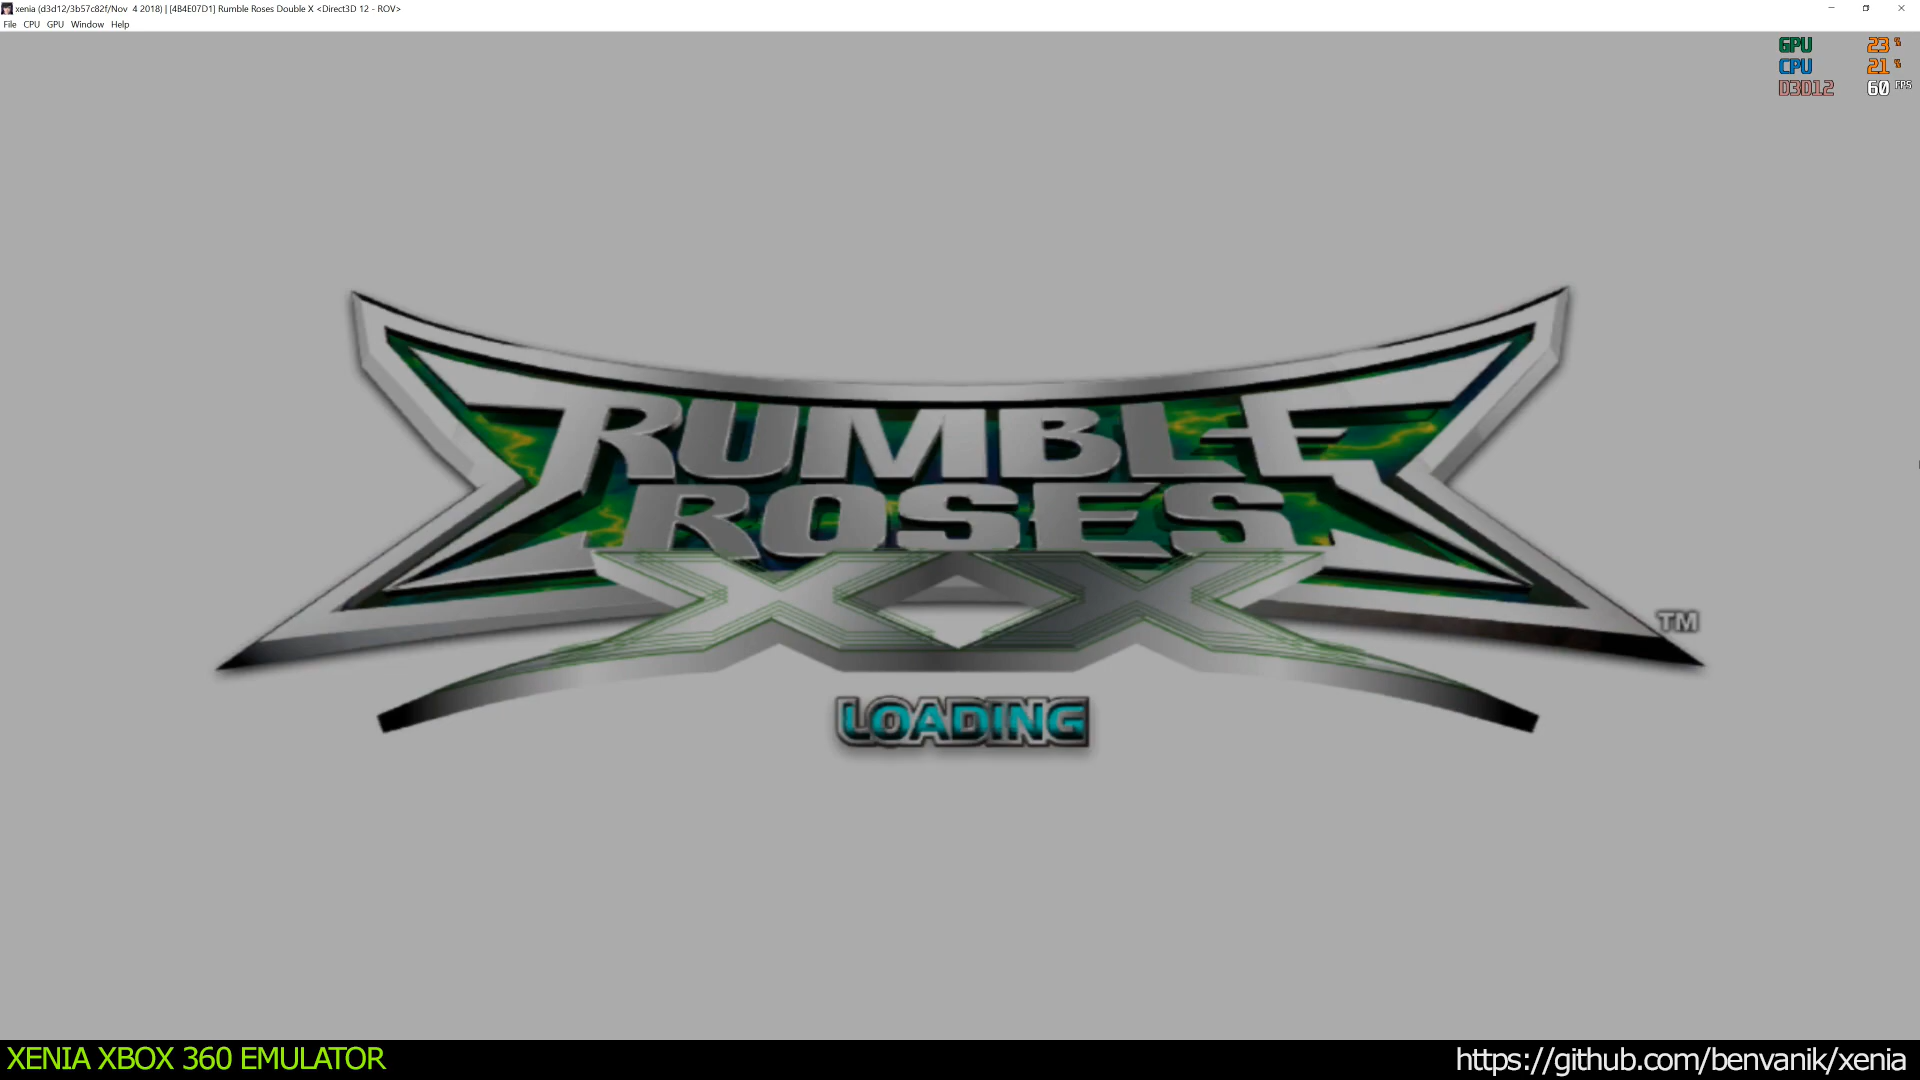 xenia (d3d12/3b57c82f/Nov  4 2018) | [4B4E07D1] Rumble Roses Double X <Direct3D 12 - ROV>
File CPU GPU Window Help
GPU 23 %
CPU 21 %
D3D12 60 FPS
RUMBLE
ROSES
XX
TM
LOADING
XENIA XBOX 360 EMULATOR
https://github.com/benvanik/xenia